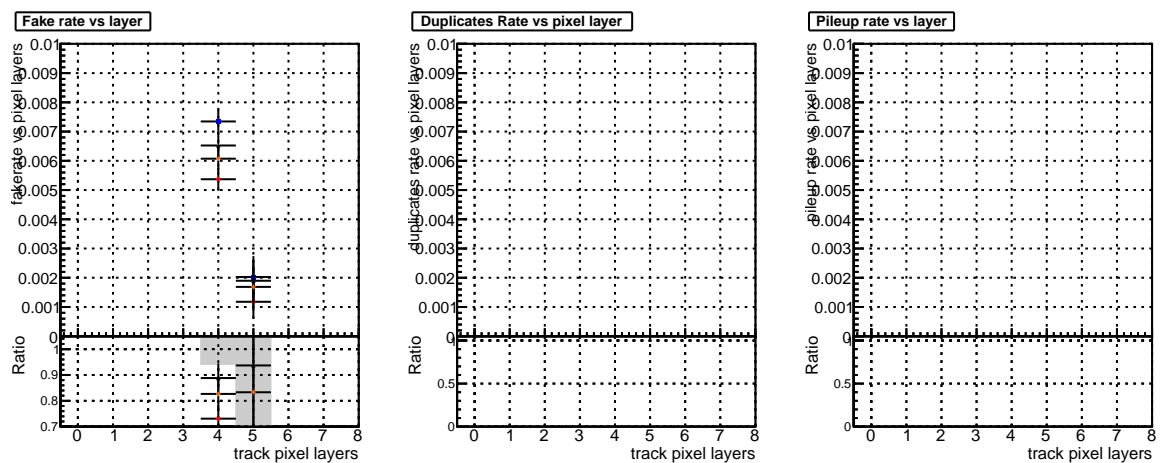 Fake rate vs layer
fakerate vs pixel layers
0.01
0.009
0.008
0.007
0.006
0.005
0.004
0.003
0.002
0.001
0
Ratio
1
0.9
0.8
0.7
0 1 2 3 4 5 6 7 8
track pixel layers
Duplicates Rate vs pixel layer
duplicates rate vs pixel layers
0.01
0.009
0.008
0.007
0.006
0.005
0.004
0.003
0.002
0.001
0
Ratio
1
0.5
0
0 1 2 3 4 5 6 7 8
track pixel layers
Pileup rate vs layer
pileup rate vs pixel layers
0.01
0.009
0.008
0.007
0.006
0.005
0.004
0.003
0.002
0.001
0
Ratio
1
0.5
0
0 1 2 3 4 5 6 7 8
track pixel layers